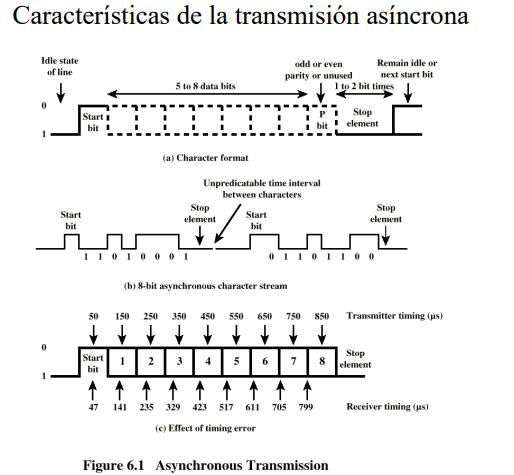 Características de la transmisión asíncrona
Idle state
of line
odd or even
parity or unused
Remain idle or
next start bit
5 to 8 data bits
1 to 2 bit times
0
1
Start
bit
P
bit
Stop
element
(a) Character format
Unpredicatable time interval
between characters
Start
bit
Stop
element
Start
bit
Stop
element
1 1 0 1 0 0 0 1
0 1 1 0 1 1 0 0
(b) 8-bit asynchronous character stream
50 150 250 350 450 550 650 750 850 Transmitter timing (µs)
0
1
Start
bit
1 2 3 4 5 6 7 8
Stop
element
47 141 235 329 423 517 611 705 799 Receiver timing (µs)
(c) Effect of timing error
Figure 6.1 Asynchronous Transmission